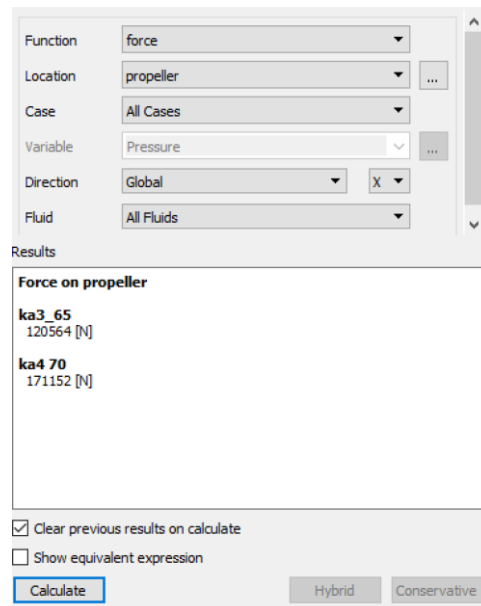 Function force
Location propeller ...
Case All Cases
Variable Pressure ...
Direction Global X
Fluid All Fluids
Results
Force on propeller
ka3_65
120564 [N]
ka4 70
171152 [N]
Clear previous results on calculate
Show equivalent expression
Calculate Hybrid Conservative